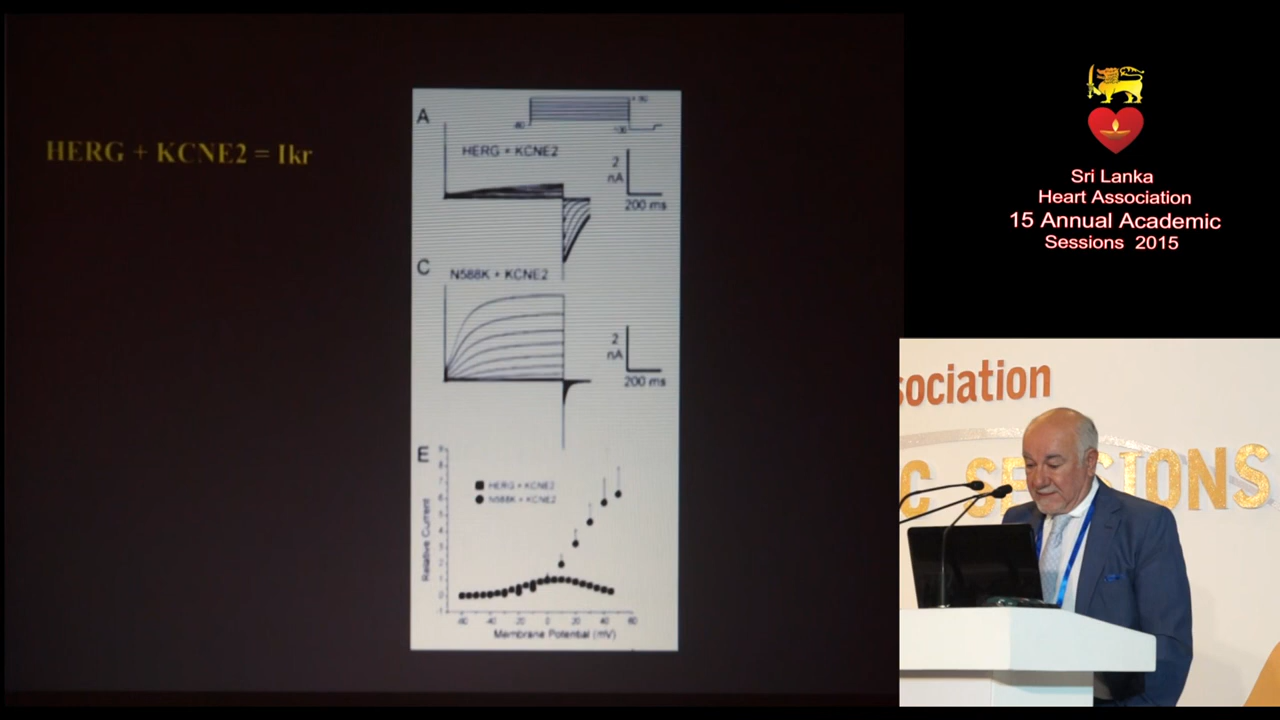 HERG + KCNE2 = Ikr
A
HERG + KCNE2
2
nA
200 ms
C
N588K + KCNE2
2
nA
200 ms
E
HERG + KCNE2
N588K + KCNE2
Relative Current
Membrane Potential (mV)
Sri Lanka
Heart Association
15 Annual Academic
Sessions 2015
sociation
C SESSIONS